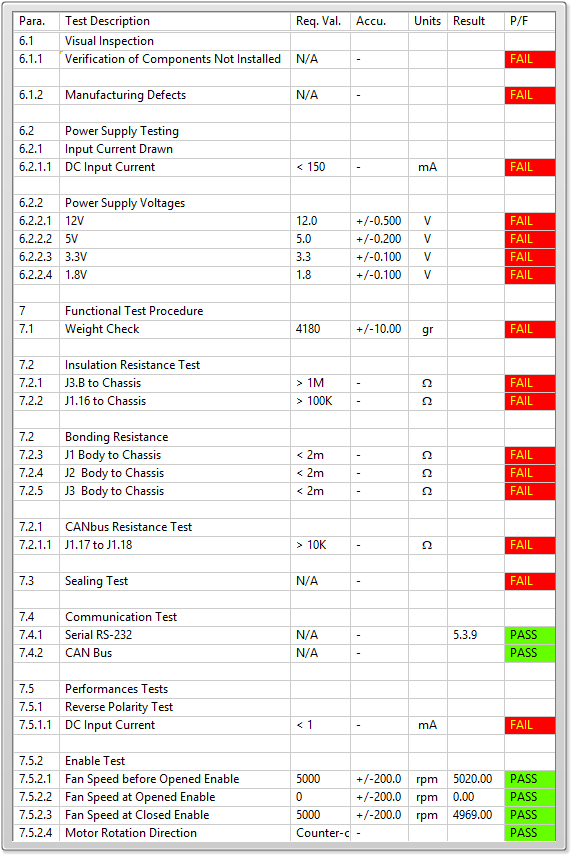 Para. Test Description Req. Val. Accu. Units Result P/F
6.1 Visual Inspection
6.1.1 Verification of Components Not Installed N/A - FAIL
6.1.2 Manufacturing Defects N/A - FAIL
6.2 Power Supply Testing
6.2.1 Input Current Drawn
6.2.1.1 DC Input Current < 150 - mA FAIL
6.2.2 Power Supply Voltages
6.2.2.1 12V 12.0 +/-0.500 V FAIL
6.2.2.2 5V 5.0 +/-0.200 V FAIL
6.2.2.3 3.3V 3.3 +/-0.100 V FAIL
6.2.2.4 1.8V 1.8 +/-0.100 V FAIL
7 Functional Test Procedure
7.1 Weight Check 4180 +/-10.00 gr FAIL
7.2 Insulation Resistance Test
7.2.1 J3.B to Chassis > 1M - Ω FAIL
7.2.2 J1.16 to Chassis > 100K - Ω FAIL
7.2 Bonding Resistance
7.2.3 J1 Body to Chassis < 2m - Ω FAIL
7.2.4 J2 Body to Chassis < 2m - Ω FAIL
7.2.5 J3 Body to Chassis < 2m - Ω FAIL
7.2.1 CANbus Resistance Test
7.2.1.1 J1.17 to J1.18 > 10K - Ω FAIL
7.3 Sealing Test N/A - FAIL
7.4 Communication Test
7.4.1 Serial RS-232 N/A - 5.3.9 PASS
7.4.2 CAN Bus N/A - PASS
7.5 Performances Tests
7.5.1 Reverse Polarity Test
7.5.1.1 DC Input Current < 1 - mA FAIL
7.5.2 Enable Test
7.5.2.1 Fan Speed before Opened Enable 5000 +/-200.0 rpm 5020.00 PASS
7.5.2.2 Fan Speed at Opened Enable 0 +/-200.0 rpm 0.00 PASS
7.5.2.3 Fan Speed at Closed Enable 5000 +/-200.0 rpm 4969.00 PASS
7.5.2.4 Motor Rotation Direction Counter-c - PASS